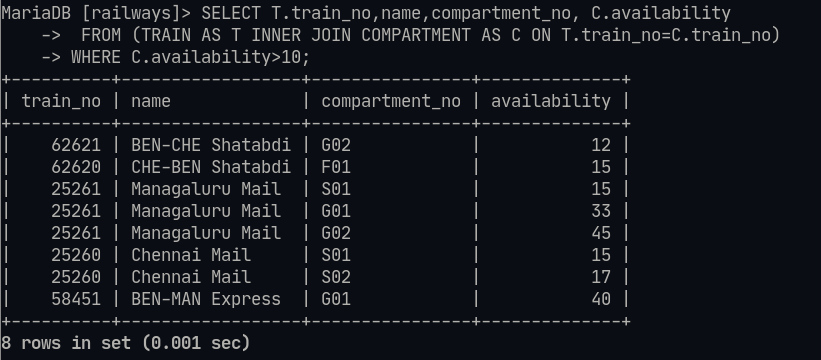 MariaDB [railways]> SELECT T.train_no,name,compartment_no, C.availability
    ->  FROM (TRAIN AS T INNER JOIN COMPARTMENT AS C ON T.train_no=C.train_no)
    -> WHERE C.availability>10;
+----------+------------------+----------------+--------------+
| train_no | name             | compartment_no | availability |
+----------+------------------+----------------+--------------+
|    62621 | BEN-CHE Shatabdi | G02            |           12 |
|    62620 | CHE-BEN Shatabdi | F01            |           15 |
|    25261 | Managaluru Mail  | S01            |           15 |
|    25261 | Managaluru Mail  | G01            |           33 |
|    25261 | Managaluru Mail  | G02            |           45 |
|    25260 | Chennai Mail     | S01            |           15 |
|    25260 | Chennai Mail     | S02            |           17 |
|    58451 | BEN-MAN Express  | G01            |           40 |
+----------+------------------+----------------+--------------+
8 rows in set (0.001 sec)